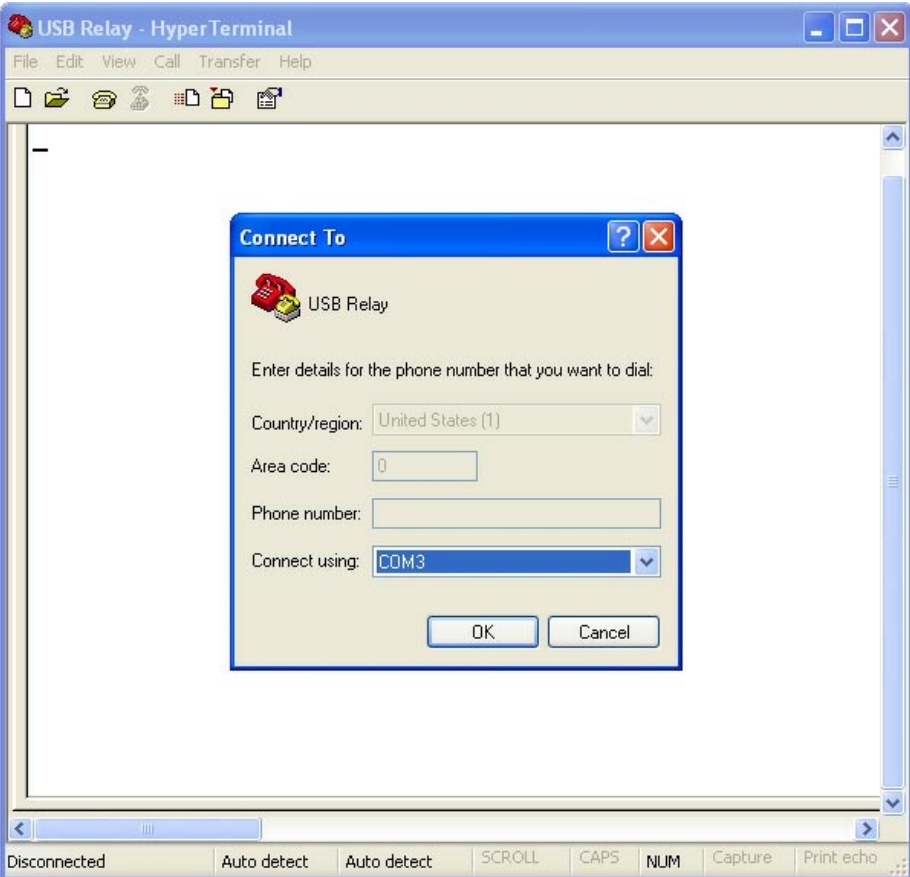 USB Relay - HyperTerminal
File Edit View Call Transfer Help
Connect To
USB Relay
Enter details for the phone number that you want to dial:
Country/region: United States (1)
Area code: 0
Phone number:
Connect using: COM3
OK Cancel
Disconnected Auto detect Auto detect SCROLL CAPS NUM Capture Print echo